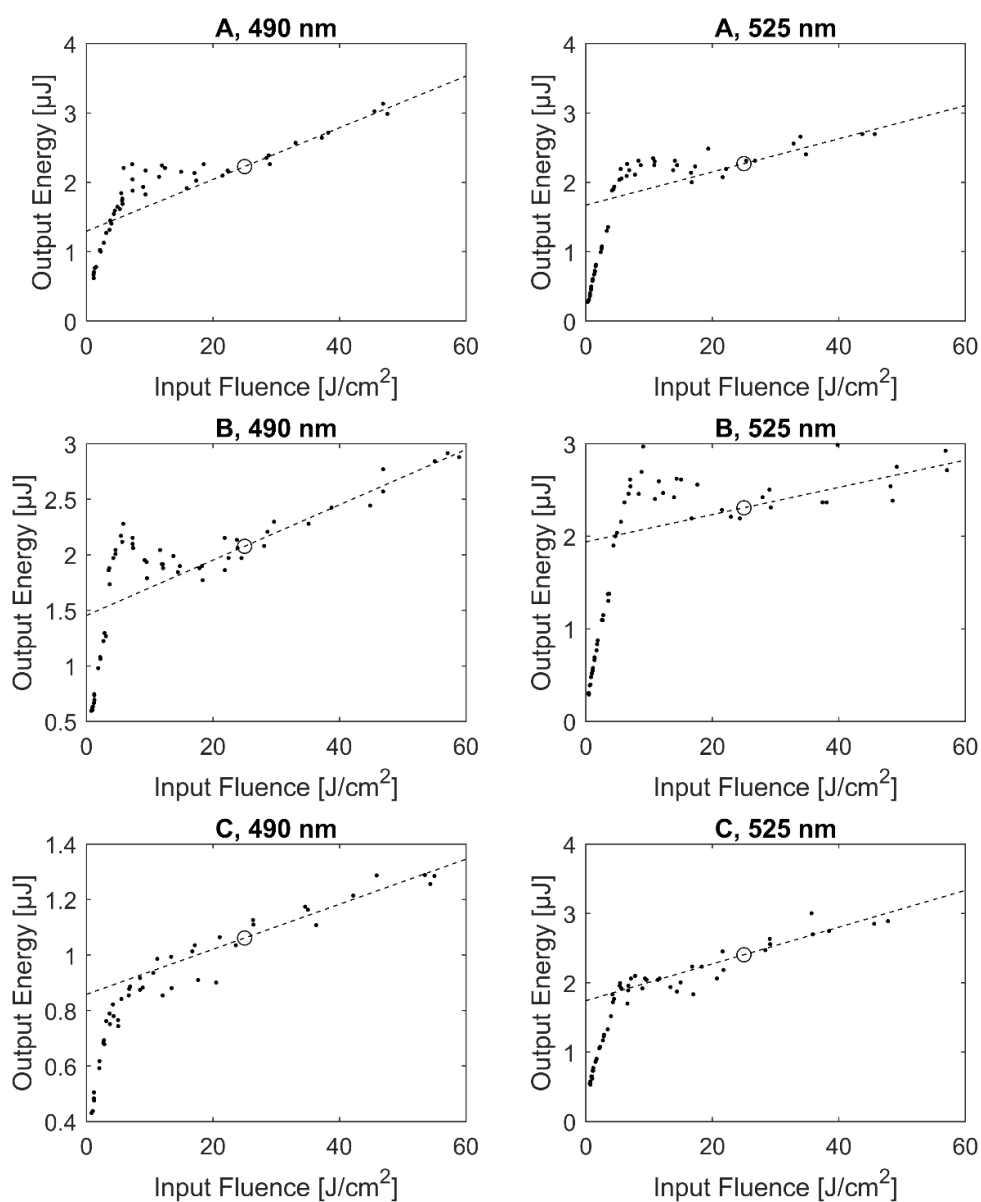 A, 490 nm
Output Energy [µJ]
4
3
2
1
0
0 20 40 60
Input Fluence [J/cm²]
A, 525 nm
Output Energy [µJ]
4
3
2
1
0
0 20 40 60
Input Fluence [J/cm²]
B, 490 nm
Output Energy [µJ]
3
2.5
2
1.5
1
0.5
0 20 40 60
Input Fluence [J/cm²]
B, 525 nm
Output Energy [µJ]
3
2
1
0
0 20 40 60
Input Fluence [J/cm²]
C, 490 nm
Output Energy [µJ]
1.4
1.2
1
0.8
0.6
0.4
0 20 40 60
Input Fluence [J/cm²]
C, 525 nm
Output Energy [µJ]
4
3
2
1
0
0 20 40 60
Input Fluence [J/cm²]